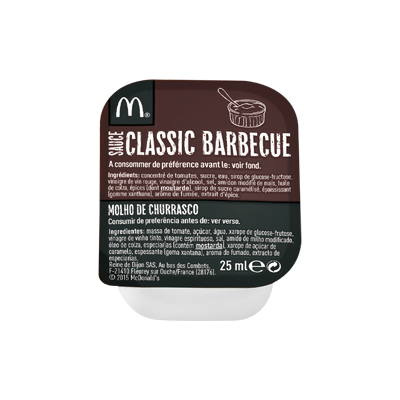 M®
SAUCE
CLASSIC BARBECUE
A consommer de préférence avant le: voir fond.
Ingrédients: concentré de tomates, sucre, eau, sirop de glucose-fructose,
vinaigre de vin rouge, vinaigre d'alcool, sel, amidon modifié de maïs, huile
de colza, épices (dont moutarde), sirop de sucre caramélisé, épaississant
(gomme xanthane), arôme de fumée, extrait d'épice.
MOLHO DE CHURRASCO
Consumir de preferência antes de: ver verso.
Ingredientes: massa de tomate, açúcar, água, xarope de glucose-frutose,
vinagre de vinho tinto, vinagre espirituoso, sal, amido de milho modificado,
óleo de colza, especiarias (contém mostarda), xarope de açúcar de
caramelo, espessante (goma xantana), aroma de fumado, extrato de
especiarias.
Reine de Dijon SAS, Au bas des Combets,
F-21410 Fleurey sur Ouche/France (28176).
© 2015 McDonald's
25 ml e